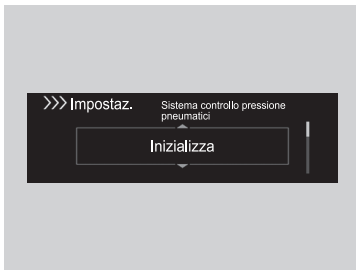 >>> Impostaz.
Sistema controllo pressione
pneumatici
Inizializza